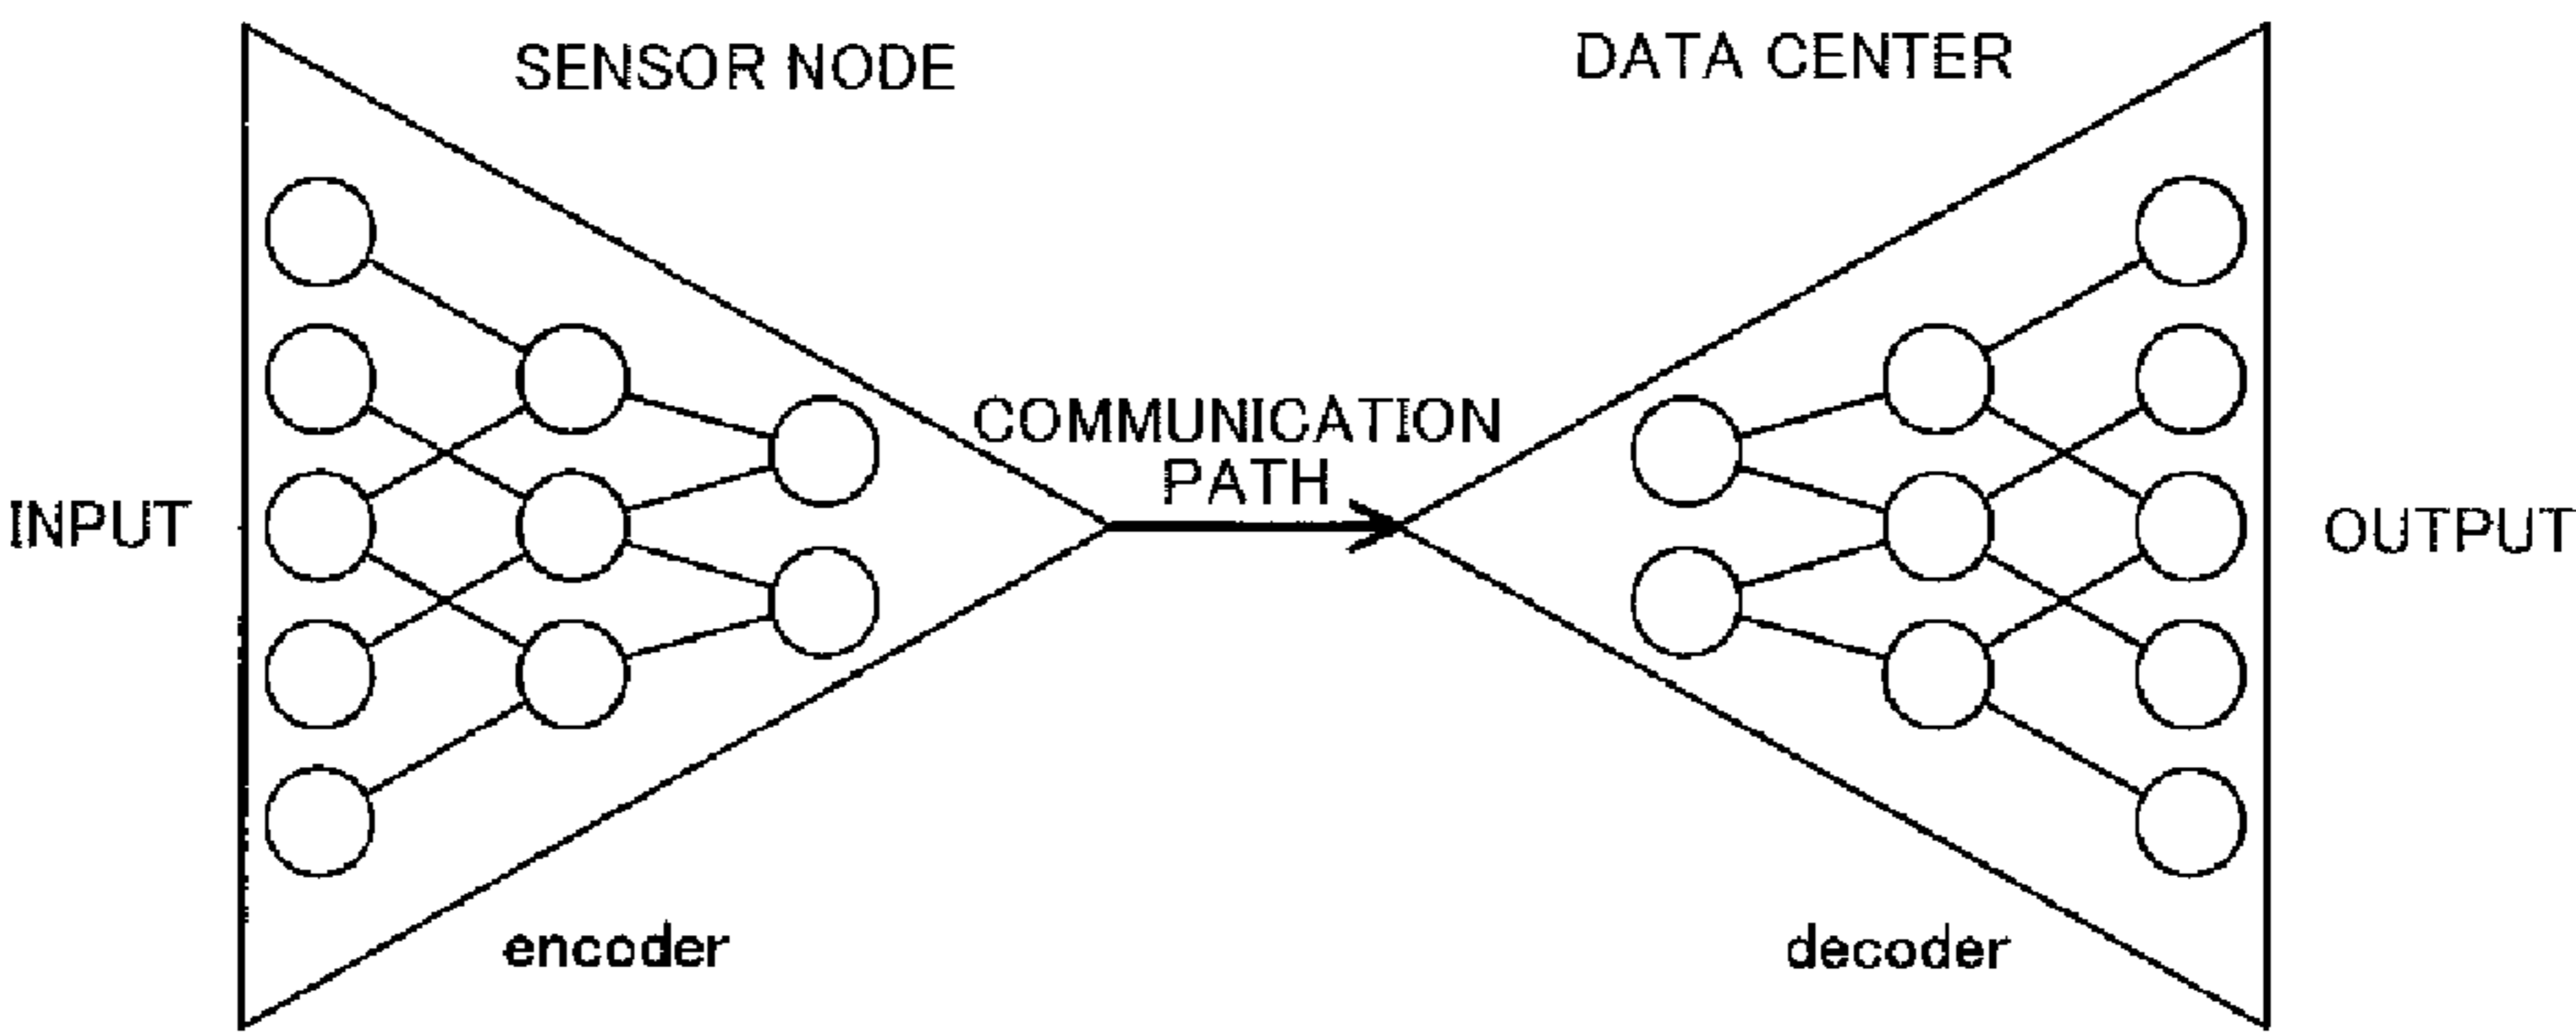 SENSOR NODE
DATA CENTER
COMMUNICATION
PATH
INPUT
OUTPUT
encoder
decoder